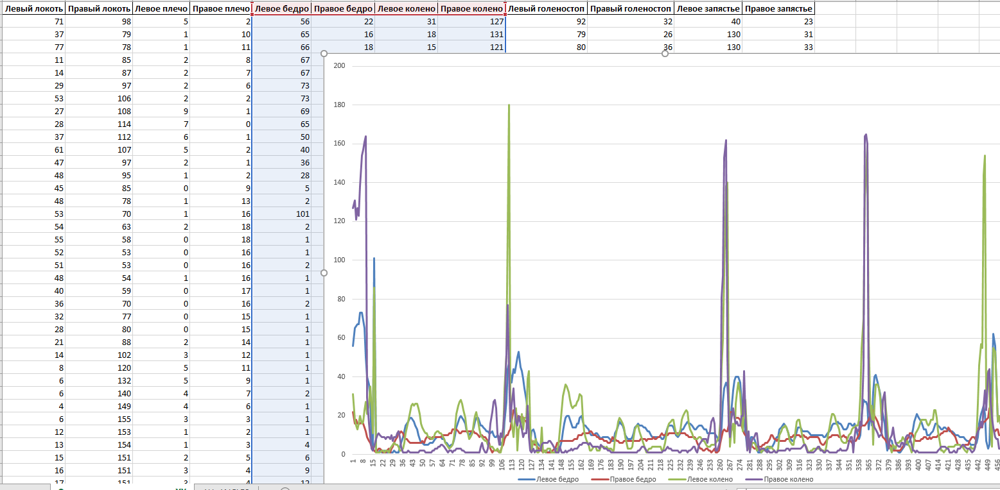 Левый локоть Правый локоть Левое плечо Правое плечо Левое бедро Правое бедро Левое колено Правое колено Левый голеностоп Правый голеностоп Левое запястье Правое запястье
71 98 5 2 56 22 31 127 92 32 40 23
37 79 1 10 65 16 18 131 79 26 130 31
77 78 1 11 66 18 15 121 80 36 130 33
11 85 2 8 67
14 87 2 7 67
29 97 2 6 73
53 106 2 2 73
27 108 9 1 69
28 114 7 0 65
37 112 6 1 50
61 107 5 2 40
47 97 2 1 36
48 95 1 2 28
45 85 0 9 5
48 78 1 13 2
53 70 1 16 101
54 63 2 18 2
55 58 0 18 1
52 53 0 16 1
51 53 0 16 2
48 54 1 16 1
40 59 0 17 1
36 70 0 16 2
32 77 0 15 1
28 80 0 15 1
21 88 2 14 1
14 102 3 12 1
8 120 5 11 1
6 132 5 9 1
6 140 4 7 2
4 149 4 6 1
6 155 3 3 1
12 153 1 2 1
13 154 1 3 4
15 151 2 5 6
16 151 3 4 9
17 151 3 4 12
200
180
160
140
120
100
80
60
40
20
0
1 8 15 22 29 36 43 50 57 64 71 78 85 92 99 106 113 120 127 134 141 148 155 162 169 176 183 190 197 204 211 218 225 232 239 246 253 260 267 274 281 288 295 302 309 316 323 330 337 344 351 358 365 372 379 386 393 400 407 414 421 428 435 442 449 456
Левое бедро Правое бедро Левое колено Правое колено